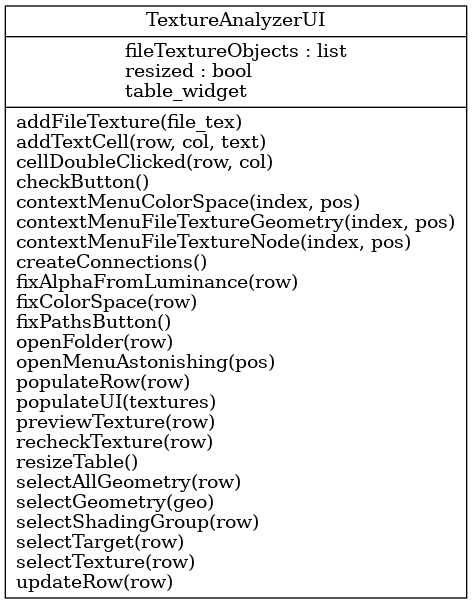 TextureAnalyzerUI
fileTextureObjects : list
resized : bool
table_widget
addFileTexture(file_tex)
addTextCell(row, col, text)
cellDoubleClicked(row, col)
checkButton()
contextMenuColorSpace(index, pos)
contextMenuFileTextureGeometry(index, pos)
contextMenuFileTextureNode(index, pos)
createConnections()
fixAlphaFromLuminance(row)
fixColorSpace(row)
fixPathsButton()
openFolder(row)
openMenuAstonishing(pos)
populateRow(row)
populateUI(textures)
previewTexture(row)
recheckTexture(row)
resizeTable()
selectAllGeometry(row)
selectGeometry(geo)
selectShadingGroup(row)
selectTarget(row)
selectTexture(row)
updateRow(row)